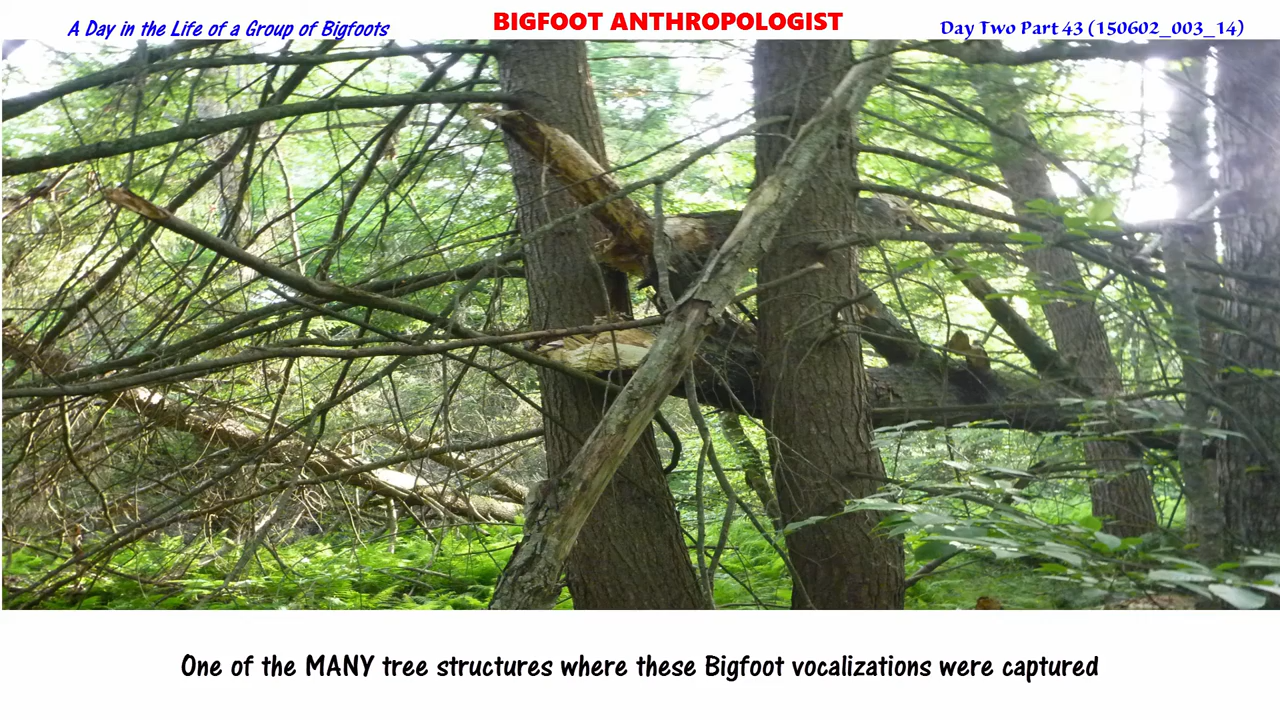 A Day in the Life of a Group of Bigfoots
BIGFOOT ANTHROPOLOGIST
Day Two Part 43 (150602_003_14)
One of the MANY tree structures where these Bigfoot vocalizations were captured